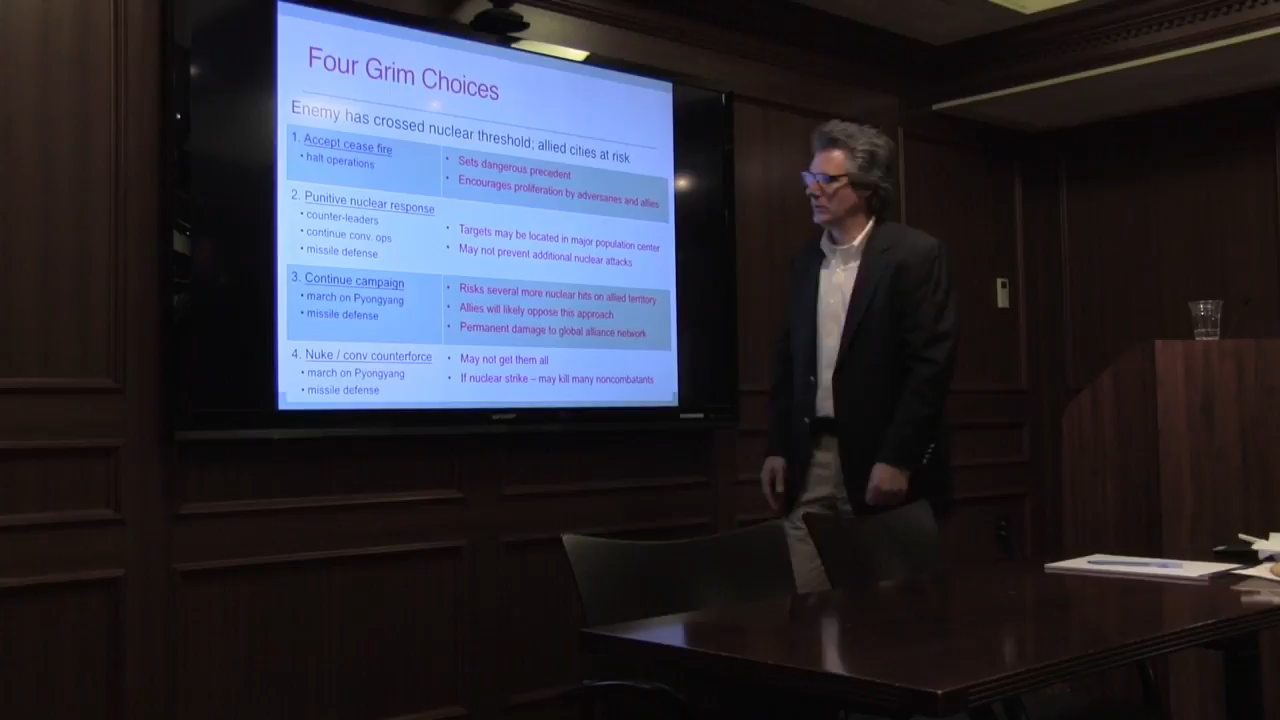 Four Grim Choices
Enemy has crossed nuclear threshold; allied cities at risk
1. Accept cease fire
• halt operations
• Sets dangerous precedent
• Encourages proliferation by adversaries and allies
2. Punitive nuclear response
• counter-leaders
• continue conv. ops
• missile defense
• Targets may be located in major population center
• May not prevent additional nuclear attacks
3. Continue campaign
• march on Pyongyang
• missile defense
• Risks several more nuclear hits on allied territory
• Allies will likely oppose this approach
• Permanent damage to global alliance network
4. Nuke / conv counterforce
• march on Pyongyang
• missile defense
• May not get them all
• If nuclear strike – may kill many noncombatants